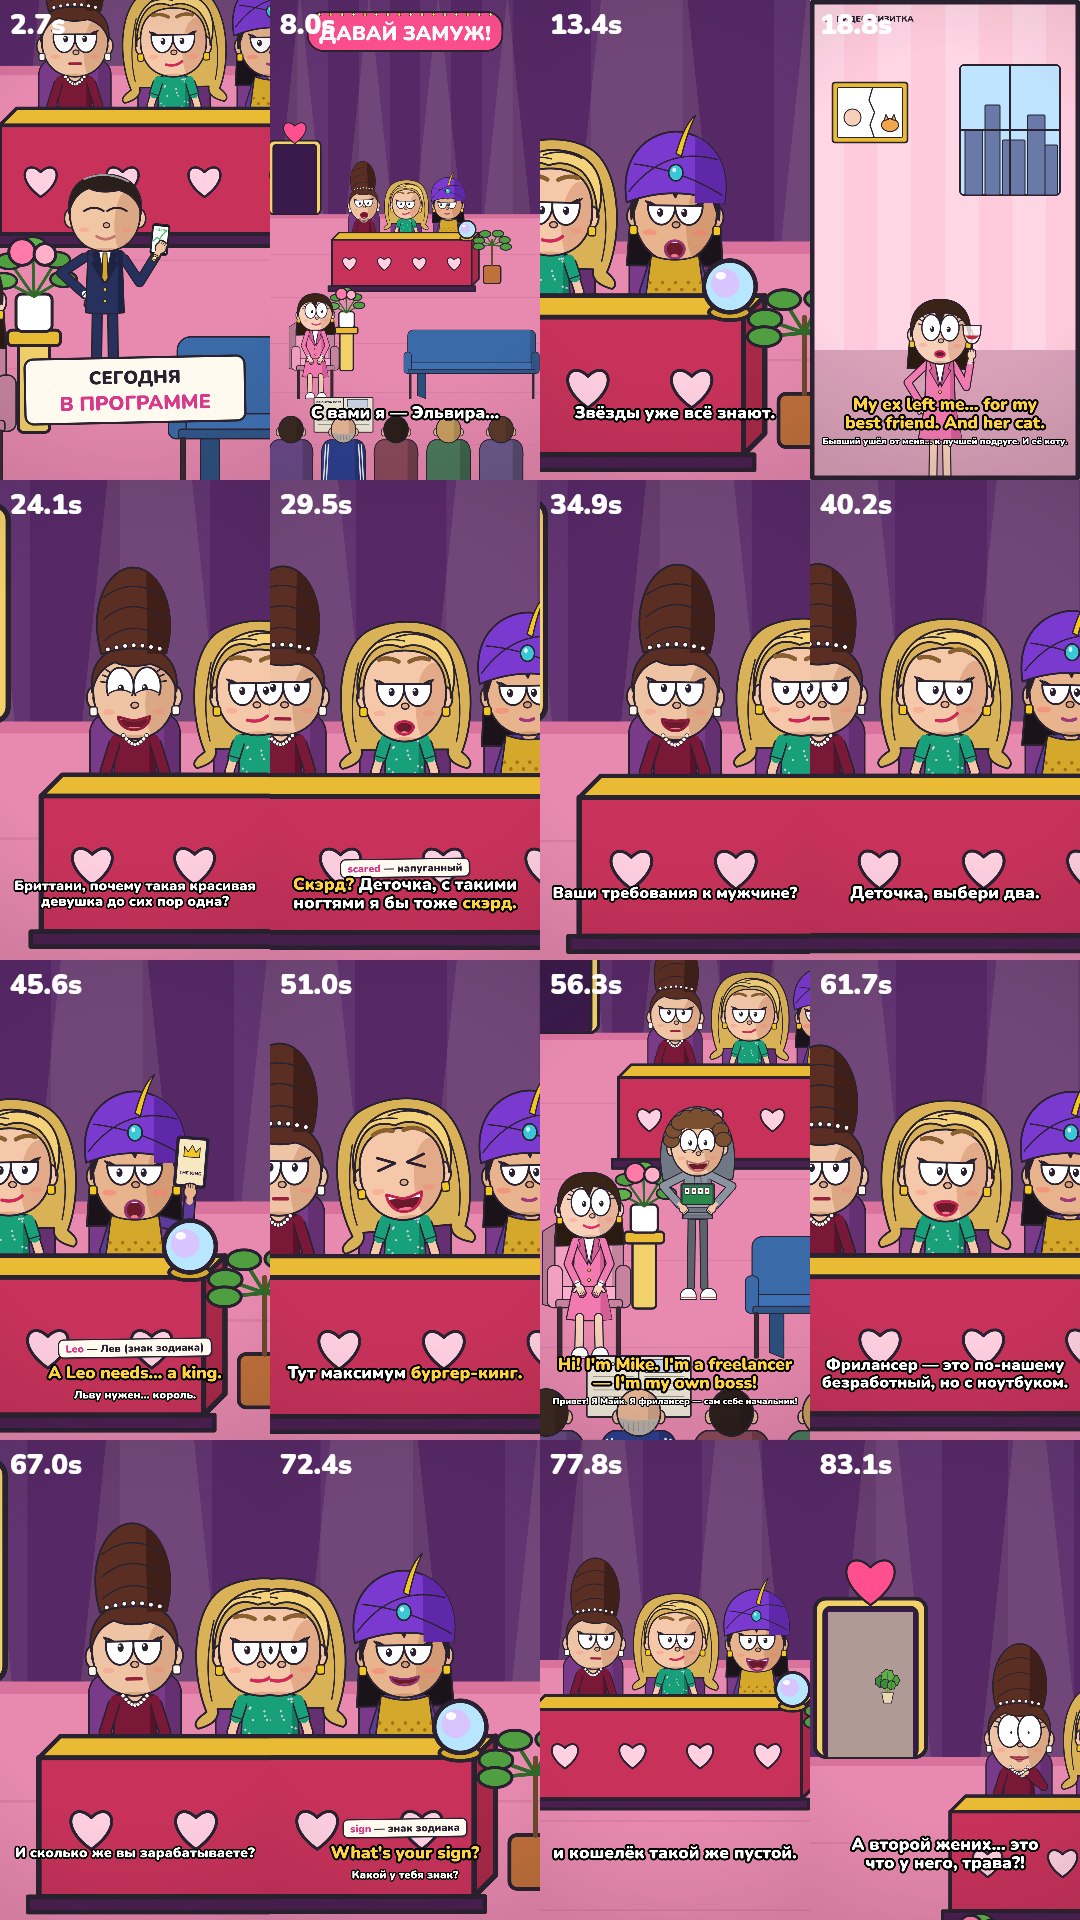 2.7s
СЕГОДНЯ
В ПРОГРАММЕ
8.0s
ДАВАЙ ЗАМУЖ!
С вами я — Эльвира...
13.4s
Звёзды уже всё знают.
18.8s
My ex left me... for my
best friend. And her cat.
Бывший ушёл от меня... к лучшей подруге. И её коту.
24.1s
Бриттани, почему такая красивая
девушка до сих пор одна?
29.5s
scared — напуганный
Скэрд? Деточка, с такими
ногтями я бы тоже скэрд.
34.9s
Ваши требования к мужчине?
40.2s
Деточка, выбери два.
45.6s
THE KING
Leo — Лев (знак зодиака)
A Leo needs... a king.
Льву нужен... король.
51.0s
Тут максимум бургер-кинг.
56.3s
Hi! I'm Mike. I'm a freelancer
— I'm my own boss!
Привет! Я Майк. Я фрилансер — сам себе начальник!
61.7s
Фрилансер — это по-нашему
безработный, но с ноутбуком.
67.0s
И сколько же вы зарабатываете?
72.4s
sign — знак зодиака
What's your sign?
Какой у тебя знак?
77.8s
и кошелёк такой же пустой.
83.1s
А второй жених... это
что у него, трава?!